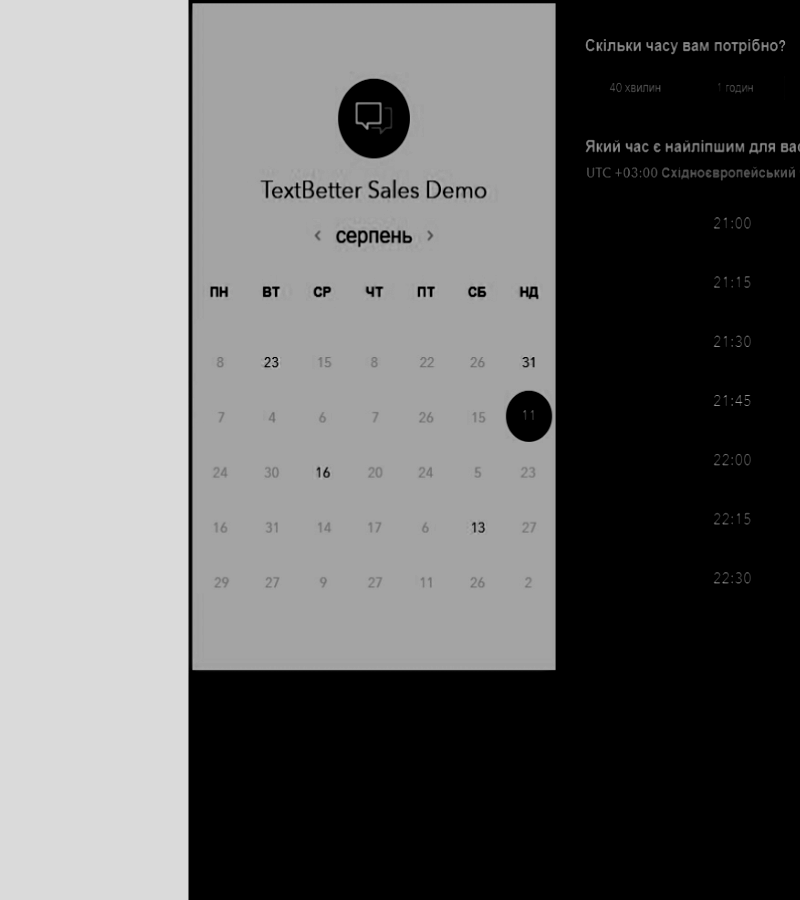 TextBetter Sales Demo
‹ серпень ›
ПН ВТ СР ЧТ ПТ СБ НД
8 23 15 8 22 26 31
7 4 6 7 26 15 11
24 30 16 20 24 5 23
16 31 14 17 6 13 27
29 27 9 27 11 26 2
Скільки часу вам потрібно?
40 хвилин 1 годин
Який час є найліпшим для вас
UTC +03:00 Східноєвропейський
21:00
21:15
21:30
21:45
22:00
22:15
22:30